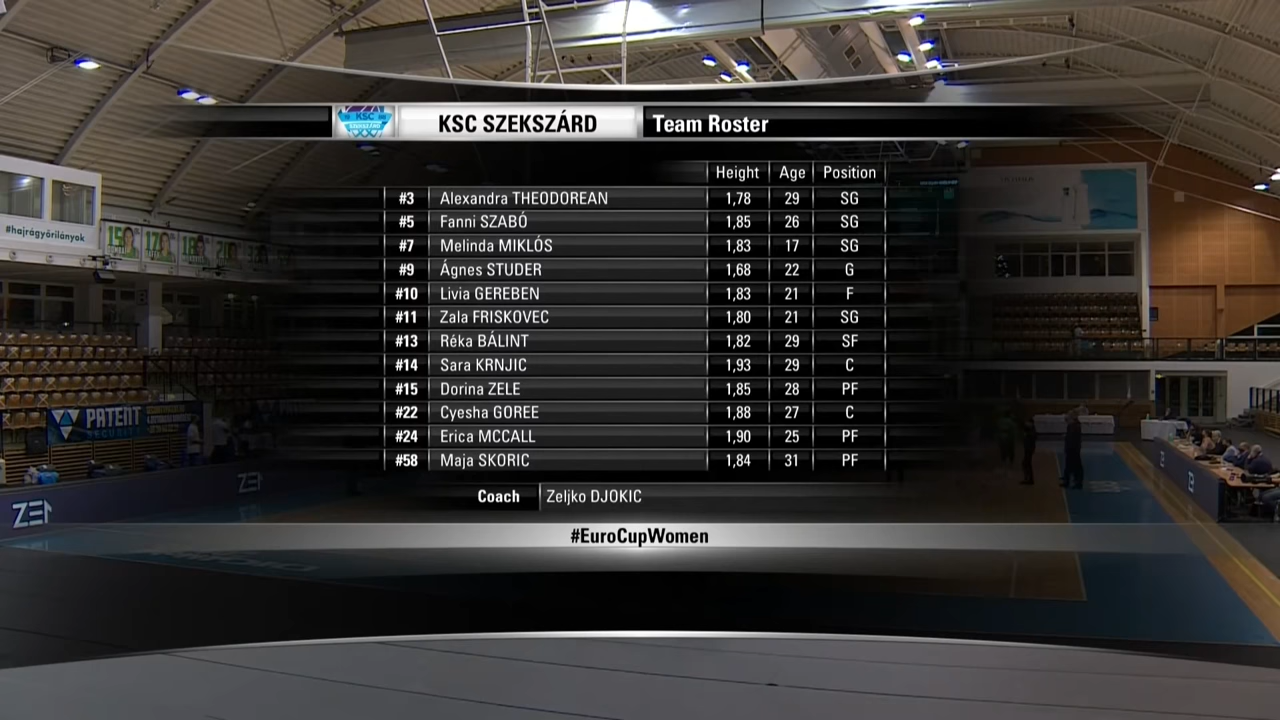 KSC SZEKSZÁRD Team Roster
Height Age Position
#3 Alexandra THEODOREAN 1,78 29 SG
#5 Fanni SZABÓ 1,85 26 SG
#7 Melinda MIKLÓS 1,83 17 SG
#9 Ágnes STUDER 1,68 22 G
#10 Livia GEREBEN 1,83 21 F
#11 Zala FRISKOVEC 1,80 21 SG
#13 Réka BÁLINT 1,82 29 SF
#14 Sara KRNJIC 1,93 29 C
#15 Dorina ZELE 1,85 28 PF
#22 Cyesha GOREE 1,88 27 C
#24 Erica MCCALL 1,90 25 PF
#58 Maja SKORIC 1,84 31 PF
Coach Zeljko DJOKIC
#EuroCupWomen
#hajrágyőrilányok
PATENT